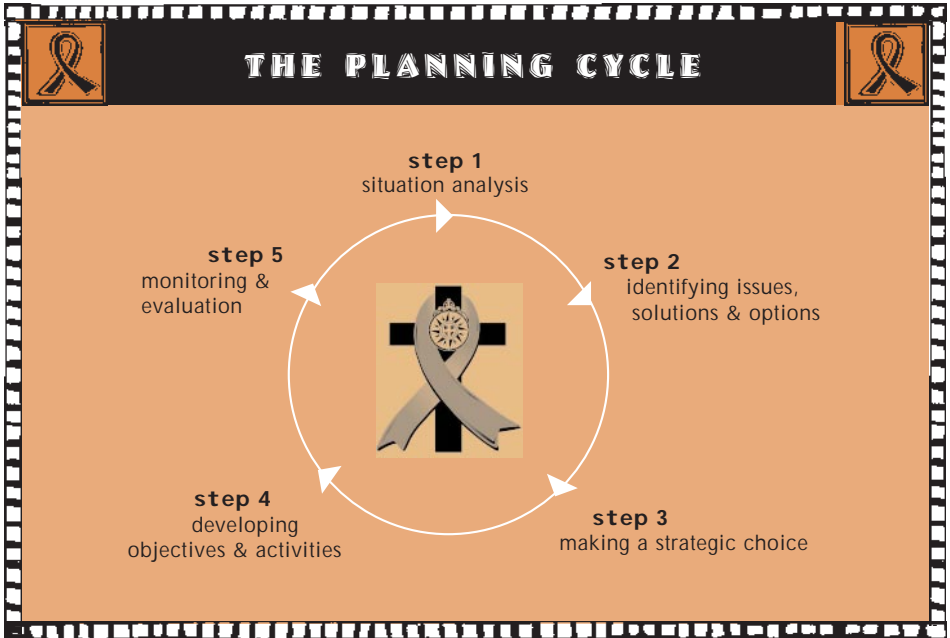 THE PLANNING CYCLE
step 1
situation analysis
step 2
identifying issues,
solutions & options
step 3
making a strategic choice
step 4
developing
objectives & activities
step 5
monitoring &
evaluation